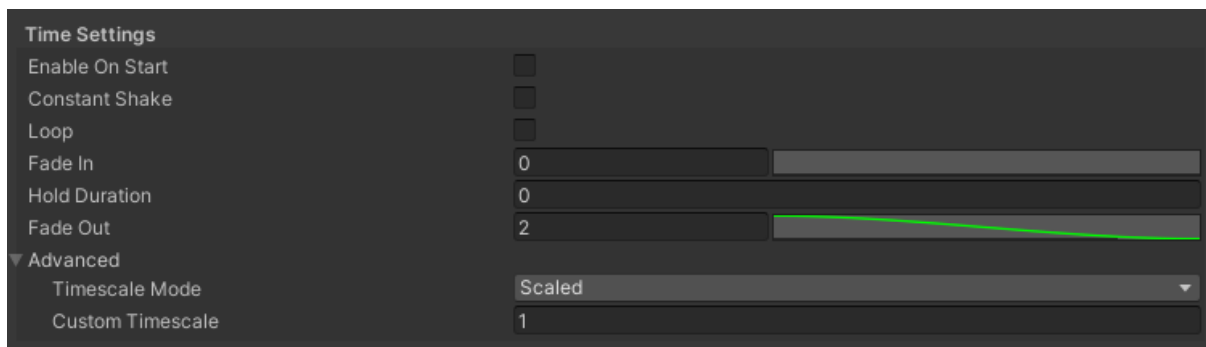 Time Settings
Enable On Start
Constant Shake
Loop
Fade In 0
Hold Duration 0
Fade Out 2
Advanced
Timescale Mode Scaled
Custom Timescale 1